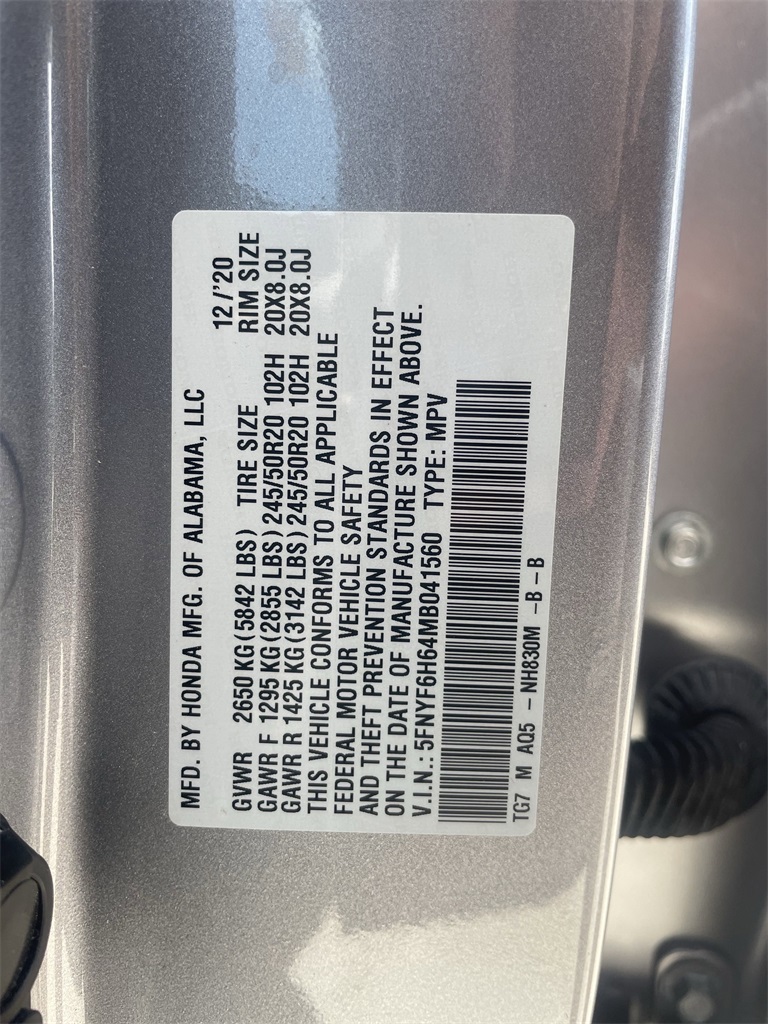 MFD. BY HONDA MFG. OF ALABAMA, LLC
12/'20
GVWR 2650 KG(5842 LBS) TIRE SIZE RIM SIZE
GAWR F 1295 KG(2855 LBS)245/50R20 102H 20X8.0J
GAWR R 1425 KG(3142 LBS)245/50R20 102H 20X8.0J
THIS VEHICLE CONFORMS TO ALL APPLICABLE
FEDERAL MOTOR VEHICLE SAFETY
AND THEFT PREVENTION STANDARDS IN EFFECT
ON THE DATE OF MANUFACTURE SHOWN ABOVE.
V.I.N.: 5FNYF6H64MB041560 TYPE: MPV
TG7 M AQ5 - NH830M -B -B